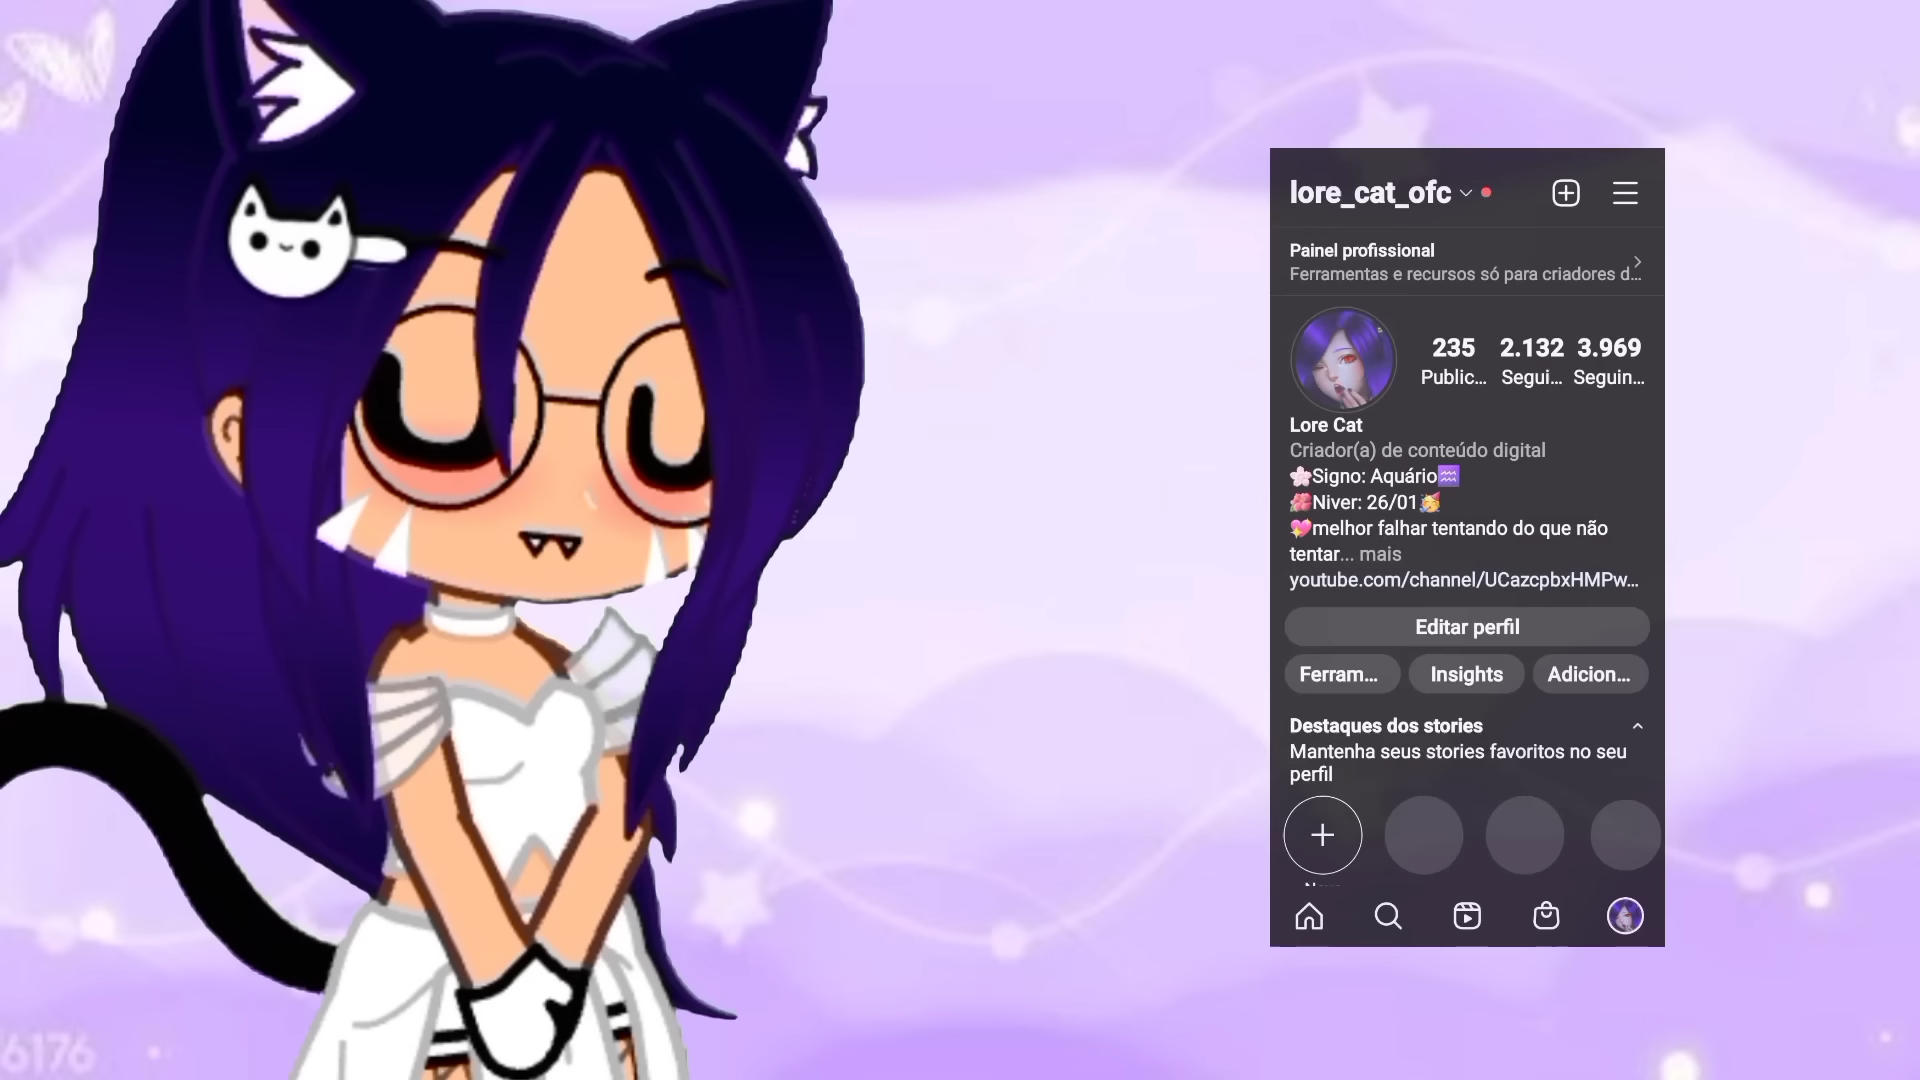 lore_cat_ofc
Painel profissional
Ferramentas e recursos só para criadores d...
235 2.132 3.969
Public... Segui... Seguin...
Lore Cat
Criador(a) de conteúdo digital
🌸Signo: Aquário♒
🌺Niver: 26/01🥳
💖melhor falhar tentando do que não
tentar... mais
youtube.com/channel/UCazcpbxHMPw...
Editar perfil
Ferram... Insights Adicion...
Destaques dos stories
Mantenha seus stories favoritos no seu
perfil
6176